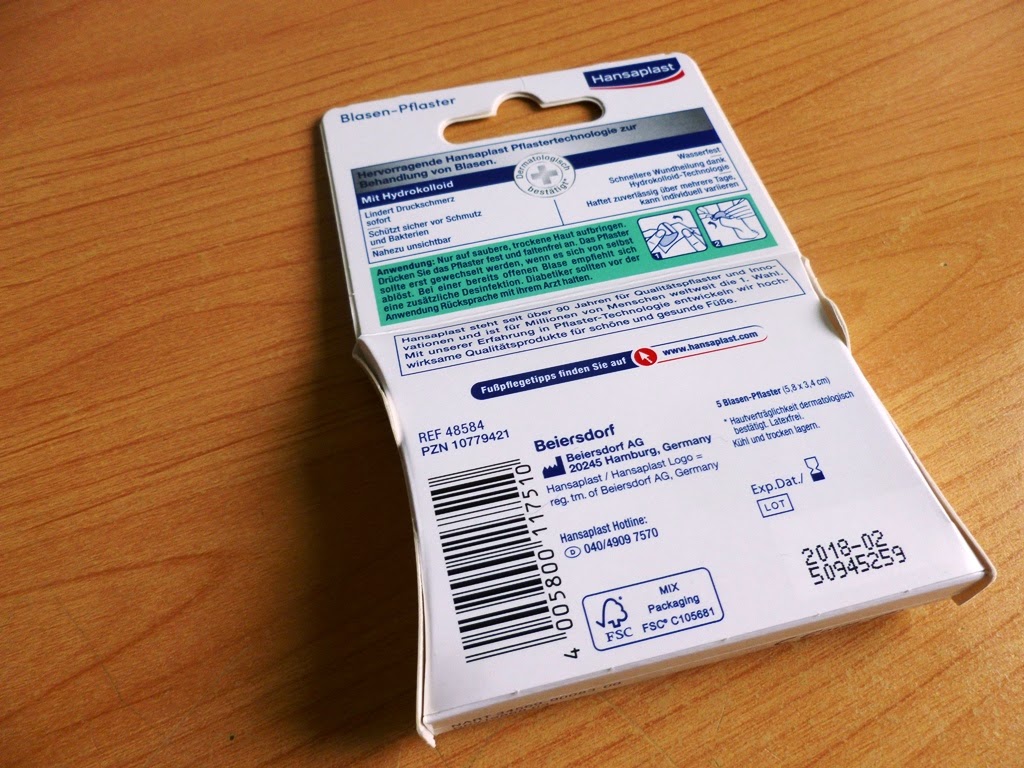 Blasen-Pflaster
Hansaplast
Hervorragende Hansaplast Pflastertechnologie zur
Behandlung von Blasen.
Mit Hydrokolloid
Dermatologisch
bestätigt*
Lindert Druckschmerz
sofort
Schützt sicher vor Schmutz
und Bakterien
Nahezu unsichtbar
Wasserfest
Schnellere Wundheilung dank
Hydrokolloid-Technologie
Haftet zuverlässig über mehrere Tage,
kann individuell variieren
Anwendung: Nur auf saubere, trockene Haut aufbringen.
Drücken Sie das Pflaster fest und faltenfrei an. Das Pflaster
sollte erst gewechselt werden, wenn es sich von selbst
ablöst. Bei einer bereits offenen Blase empfiehlt sich
eine zusätzliche Desinfektion. Diabetiker sollten vor der
Anwendung Rücksprache mit ihrem Arzt halten.
1
2
Hansaplast steht seit über 90 Jahren für Qualitätspflaster und Inno-
vationen und ist für Millionen von Menschen weltweit die 1. Wahl.
Mit unserer Erfahrung in Pflaster-Technologie entwickeln wir hoch-
wirksame Qualitätsprodukte für schöne und gesunde Füße.
Fußpflegetipps finden Sie auf www.hansaplast.com
REF 48584
PZN 10779421
4 005800 117510
Beiersdorf
Beiersdorf AG
20245 Hamburg, Germany
Hansaplast / Hansaplast Logo =
reg. tm. of Beiersdorf AG, Germany
Hansaplast Hotline:
D 040/4909 7570
FSC
MIX
Packaging
FSC® C105681
5 Blasen-Pflaster (5,8 x 3,4 cm)
* Hautverträglichkeit dermatologisch
bestätigt. Latexfrei.
Kühl und trocken lagern.
Exp.Dat./
LOT
2018-02
50945259